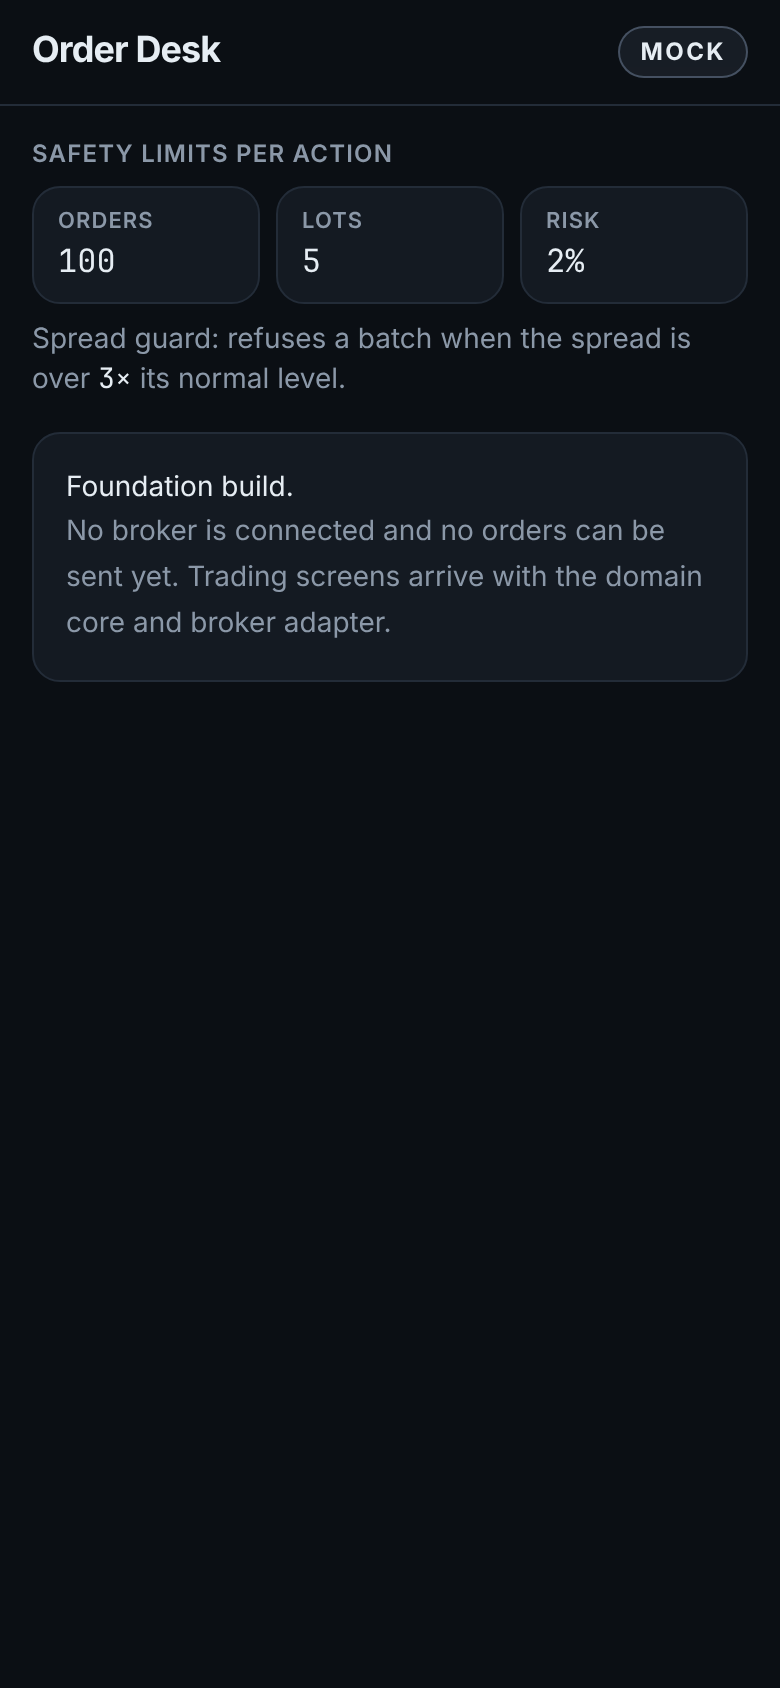 Order Desk
MOCK
SAFETY LIMITS PER ACTION
ORDERS
100
LOTS
5
RISK
2%
Spread guard: refuses a batch when the spread is
over 3× its normal level.
Foundation build.
No broker is connected and no orders can be
sent yet. Trading screens arrive with the domain
core and broker adapter.